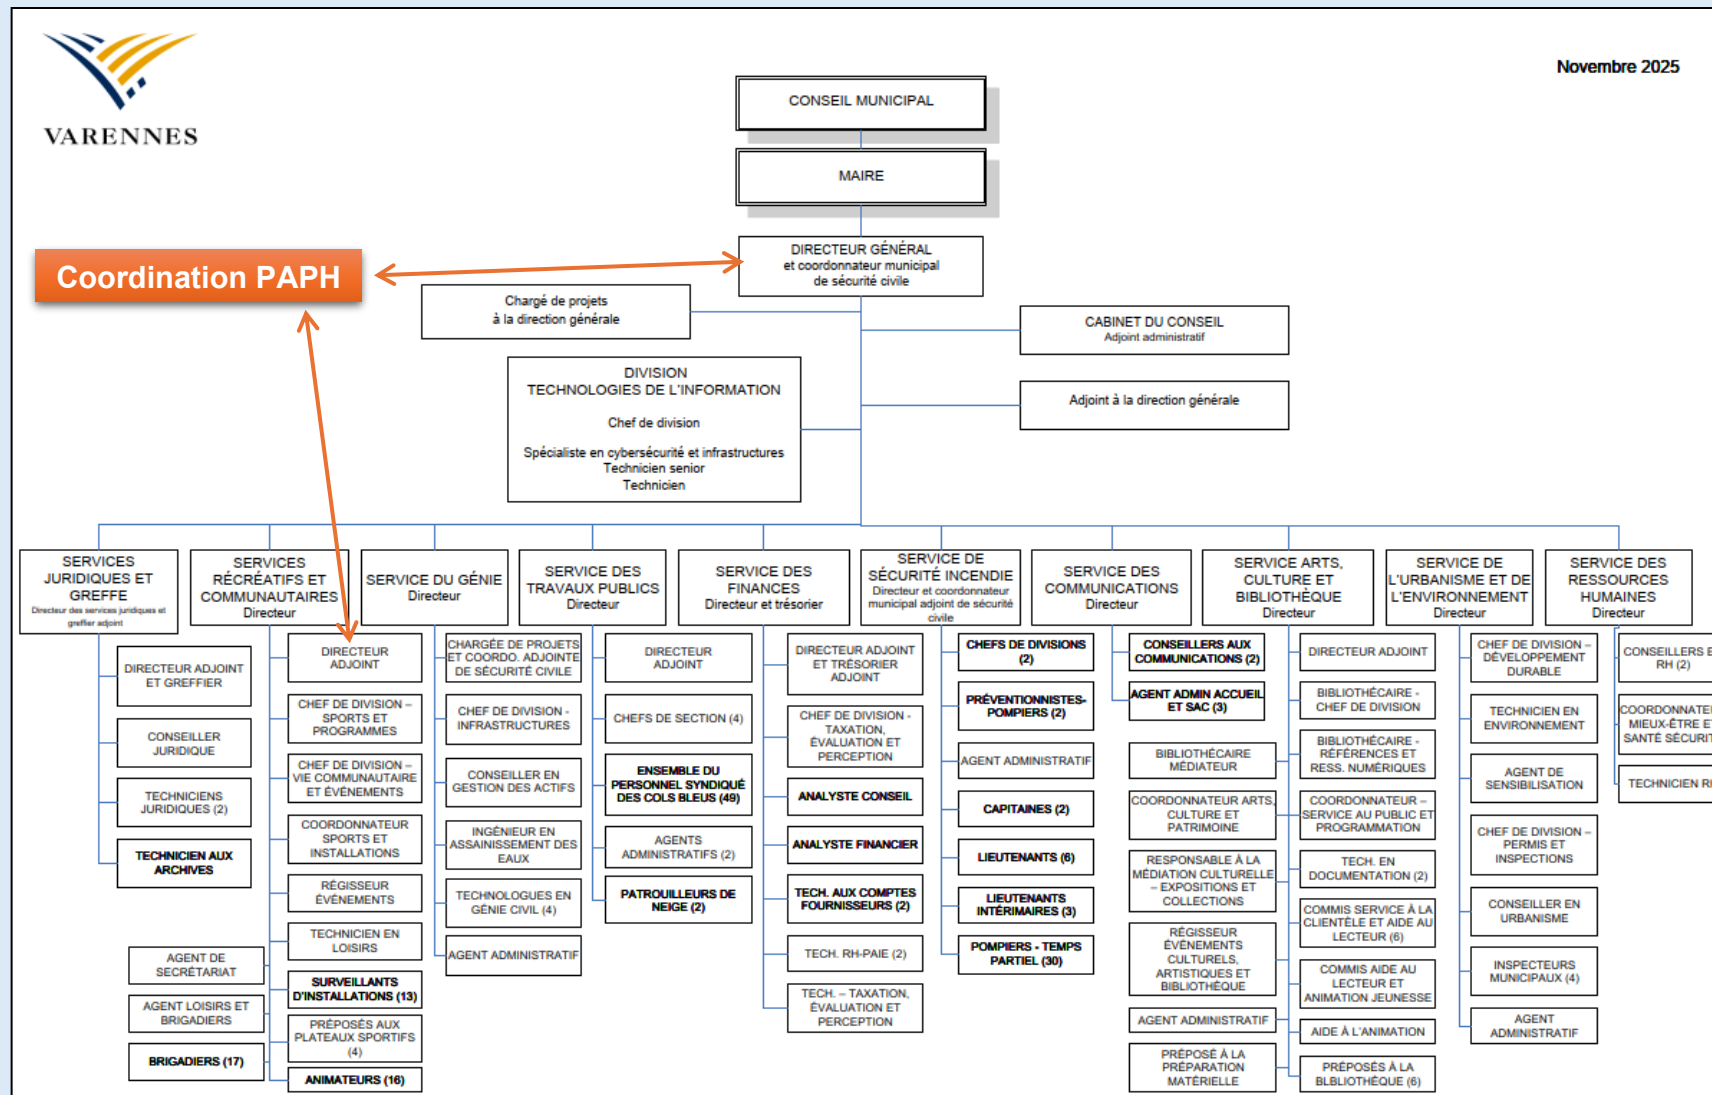 VARENNES
Novembre 2025
CONSEIL MUNICIPAL
MAIRE
DIRECTEUR GÉNÉRAL
et coordonnateur municipal
de sécurité civile
Coordination PAPH
Chargé de projets
à la direction générale
CABINET DU CONSEIL
Adjoint administratif
DIVISION
TECHNOLOGIES DE L'INFORMATION
Chef de division
Spécialiste en cybersécurité et infrastructures
Technicien senior
Technicien
Adjoint à la direction générale
SERVICES
JURIDIQUES ET
GREFFE
Directeur des services juridiques et
greffier adjoint
DIRECTEUR ADJOINT
ET GREFFIER
CONSEILLER
JURIDIQUE
TECHNICIENS
JURIDIQUES (2)
TECHNICIEN AUX
ARCHIVES
SERVICES
RÉCRÉATIFS ET
COMMUNAUTAIRES
Directeur
DIRECTEUR
ADJOINT
CHEF DE DIVISION –
SPORTS ET
PROGRAMMES
CHEF DE DIVISION –
VIE COMMUNAUTAIRE
ET ÉVÉNEMENTS
COORDONNATEUR
SPORTS ET
INSTALLATIONS
RÉGISSEUR
ÉVÉNEMENTS
TECHNICIEN EN
LOISIRS
AGENT DE
SECRÉTARIAT
SURVEILLANTS
D'INSTALLATIONS (13)
AGENT LOISIRS ET
BRIGADIERS
PRÉPOSÉS AUX
PLATEAUX SPORTIFS
(4)
BRIGADIERS (17)
ANIMATEURS (16)
SERVICE DU GÉNIE
Directeur
CHARGÉE DE PROJETS
ET COORDO. ADJOINTE
DE SÉCURITÉ CIVILE
CHEF DE DIVISION -
INFRASTRUCTURES
CONSEILLER EN
GESTION DES ACTIFS
INGÉNIEUR EN
ASSAINISSEMENT DES
EAUX
TECHNOLOGUES EN
GÉNIE CIVIL (4)
AGENT ADMINISTRATIF
SERVICE DES
TRAVAUX PUBLICS
Directeur
DIRECTEUR
ADJOINT
CHEFS DE SECTION (4)
ENSEMBLE DU
PERSONNEL SYNDIQUÉ
DES COLS BLEUS (49)
AGENTS
ADMINISTRATIFS (2)
PATROUILLEURS DE
NEIGE (2)
SERVICE DES
FINANCES
Directeur et trésorier
DIRECTEUR ADJOINT
ET TRÉSORIER
ADJOINT
CHEF DE DIVISION -
TAXATION,
ÉVALUATION ET
PERCEPTION
ANALYSTE CONSEIL
ANALYSTE FINANCIER
TECH. AUX COMPTES
FOURNISSEURS (2)
TECH. RH-PAIE (2)
TECH. – TAXATION,
ÉVALUATION ET
PERCEPTION
SERVICE DE
SÉCURITÉ INCENDIE
Directeur et coordonneur
municipal adjoint de sécurité
civile
CHEFS DE DIVISIONS
(2)
PRÉVENTIONNISTES-
POMPIERS (2)
AGENT ADMINISTRATIF
CAPITAINES (2)
LIEUTENANTS (6)
LIEUTENANTS
INTÉRIMAIRES (3)
POMPIERS - TEMPS
PARTIEL (30)
SERVICE DES
COMMUNICATIONS
Directeur
CONSEILLERS AUX
COMMUNICATIONS (2)
AGENT ADMIN ACCUEIL
ET SAC (3)
SERVICE ARTS,
CULTURE ET
BIBLIOTHÈQUE
Directeur
DIRECTEUR ADJOINT
BIBLIOTHÉCAIRE -
CHEF DE DIVISION
BIBLIOTHÉCAIRE
MÉDIATEUR
BIBLIOTHÉCAIRE -
RÉFÉRENCES ET
RESS. NUMÉRIQUES
COORDONNATEUR ARTS,
CULTURE ET
PATRIMOINE
COORDONNATEUR –
SERVICE AU PUBLIC ET
PROGRAMMATION
RESPONSABLE À LA
MÉDIATION CULTURELLE
– EXPOSITIONS ET
COLLECTIONS
TECH. EN
DOCUMENTATION (2)
COMMIS SERVICE À LA
CLIENTÈLE ET AIDE AU
LECTEUR (6)
RÉGISSEUR
ÉVÉNEMENTS
CULTURELS,
ARTISTIQUES ET
BIBLIOTHÈQUE
COMMIS AIDE AU
LECTEUR ET
ANIMATION JEUNESSE
AGENT ADMINISTRATIF
AIDE À L'ANIMATION
PRÉPOSÉ À LA
PRÉPARATION
MATÉRIELLE
PRÉPOSÉS À LA
BLBLIOTHÈQUE (6)
SERVICE DE
L'URBANISME ET DE
L'ENVIRONNEMENT
Directeur
CHEF DE DIVISION –
DÉVELOPPEMENT
DURABLE
TECHNICIEN EN
ENVIRONNEMENT
AGENT DE
SENSIBILISATION
CHEF DE DIVISION –
PERMIS ET
INSPECTIONS
CONSEILLER EN
URBANISME
INSPECTEURS
MUNICIPAUX (4)
AGENT
ADMINISTRATIF
SERVICE DES
RESSOURCES
HUMAINES
Directeur
CONSEILLERS E
RH (2)
COORDONNATE
MIEUX-ÊTRE ET
SANTÉ SÉCURIT
TECHNICIEN R